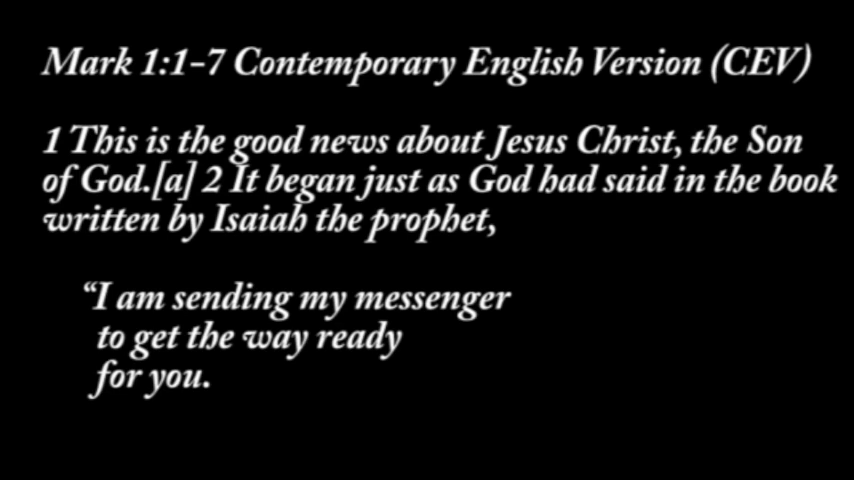 Mark 1:1-7 Contemporary English Version (CEV)
1 This is the good news about Jesus Christ, the Son
of God.[a] 2 It began just as God had said in the book
written by Isaiah the prophet,
“I am sending my messenger
to get the way ready
for you.